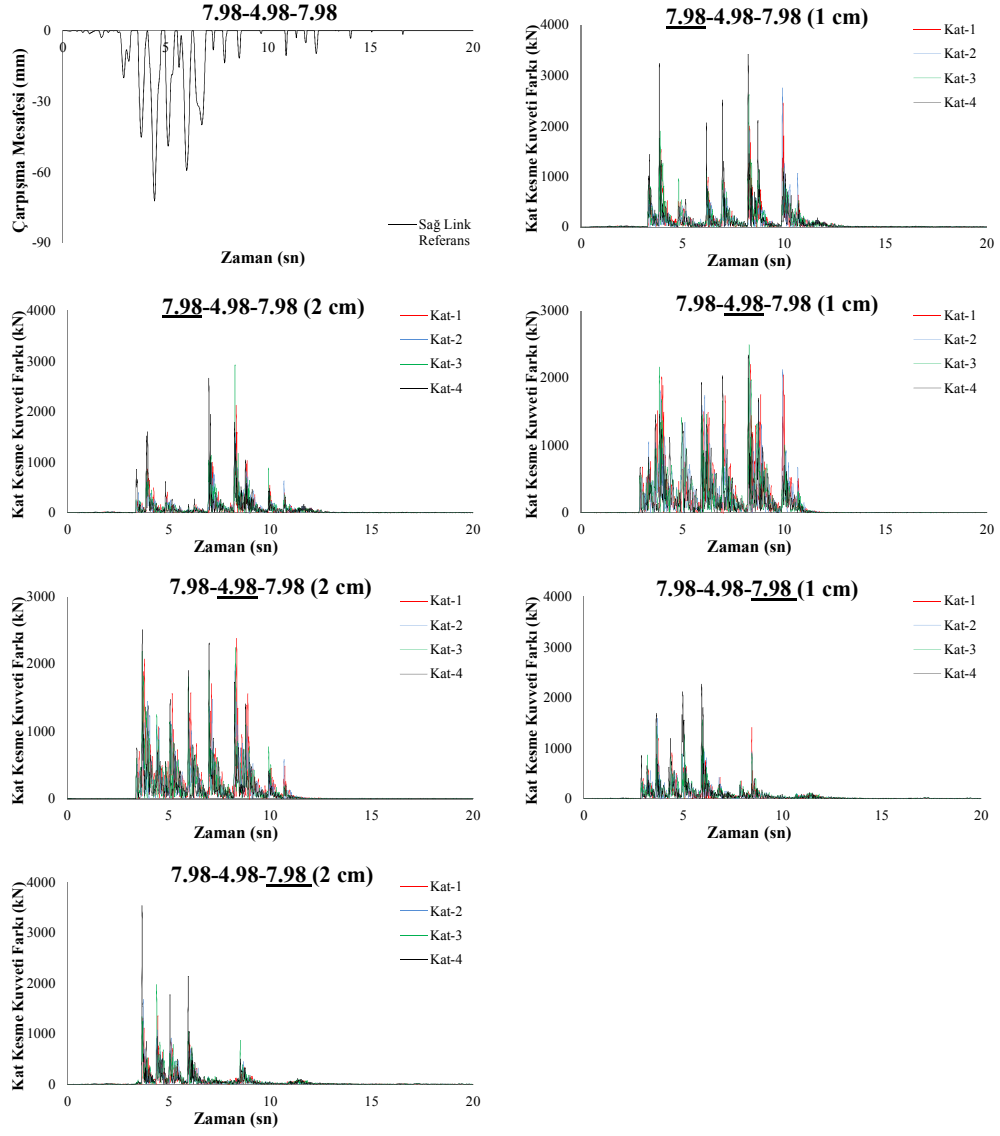 7.98-4.98-7.98
0
-30
-60
-90
0 5 10 15 20
Çarpışma Mesafesi (mm)
Zaman (sn)
Sağ Link
Referans
7.98-4.98-7.98 (1 cm)
Kat Kesme Kuvveti Farkı (kN)
4000
3000
2000
1000
0
0 5 10 15 20
Zaman (sn)
Kat-1
Kat-2
Kat-3
Kat-4
7.98-4.98-7.98 (2 cm)
Kat Kesme Kuvveti Farkı (kN)
4000
3000
2000
1000
0
0 5 10 15 20
Zaman (sn)
Kat-1
Kat-2
Kat-3
Kat-4
7.98-4.98-7.98 (1 cm)
Kat Kesme Kuvveti Farkı (kN)
3000
2000
1000
0
0 5 10 15 20
Zaman (sn)
Kat-1
Kat-2
Kat-3
Kat-4
7.98-4.98-7.98 (2 cm)
Kat Kesme Kuvveti Farkı (kN)
3000
2000
1000
0
0 5 10 15 20
Zaman (sn)
Kat-1
Kat-2
Kat-3
Kat-4
7.98-4.98-7.98 (1 cm)
Kat Kesme Kuvveti Farkı (kN)
4000
3000
2000
1000
0
0 5 10 15 20
Zaman (sn)
Kat-1
Kat-2
Kat-3
Kat-4
7.98-4.98-7.98 (2 cm)
Kat Kesme Kuvveti Farkı (kN)
4000
3000
2000
1000
0
0 5 10 15 20
Zaman (sn)
Kat-1
Kat-2
Kat-3
Kat-4